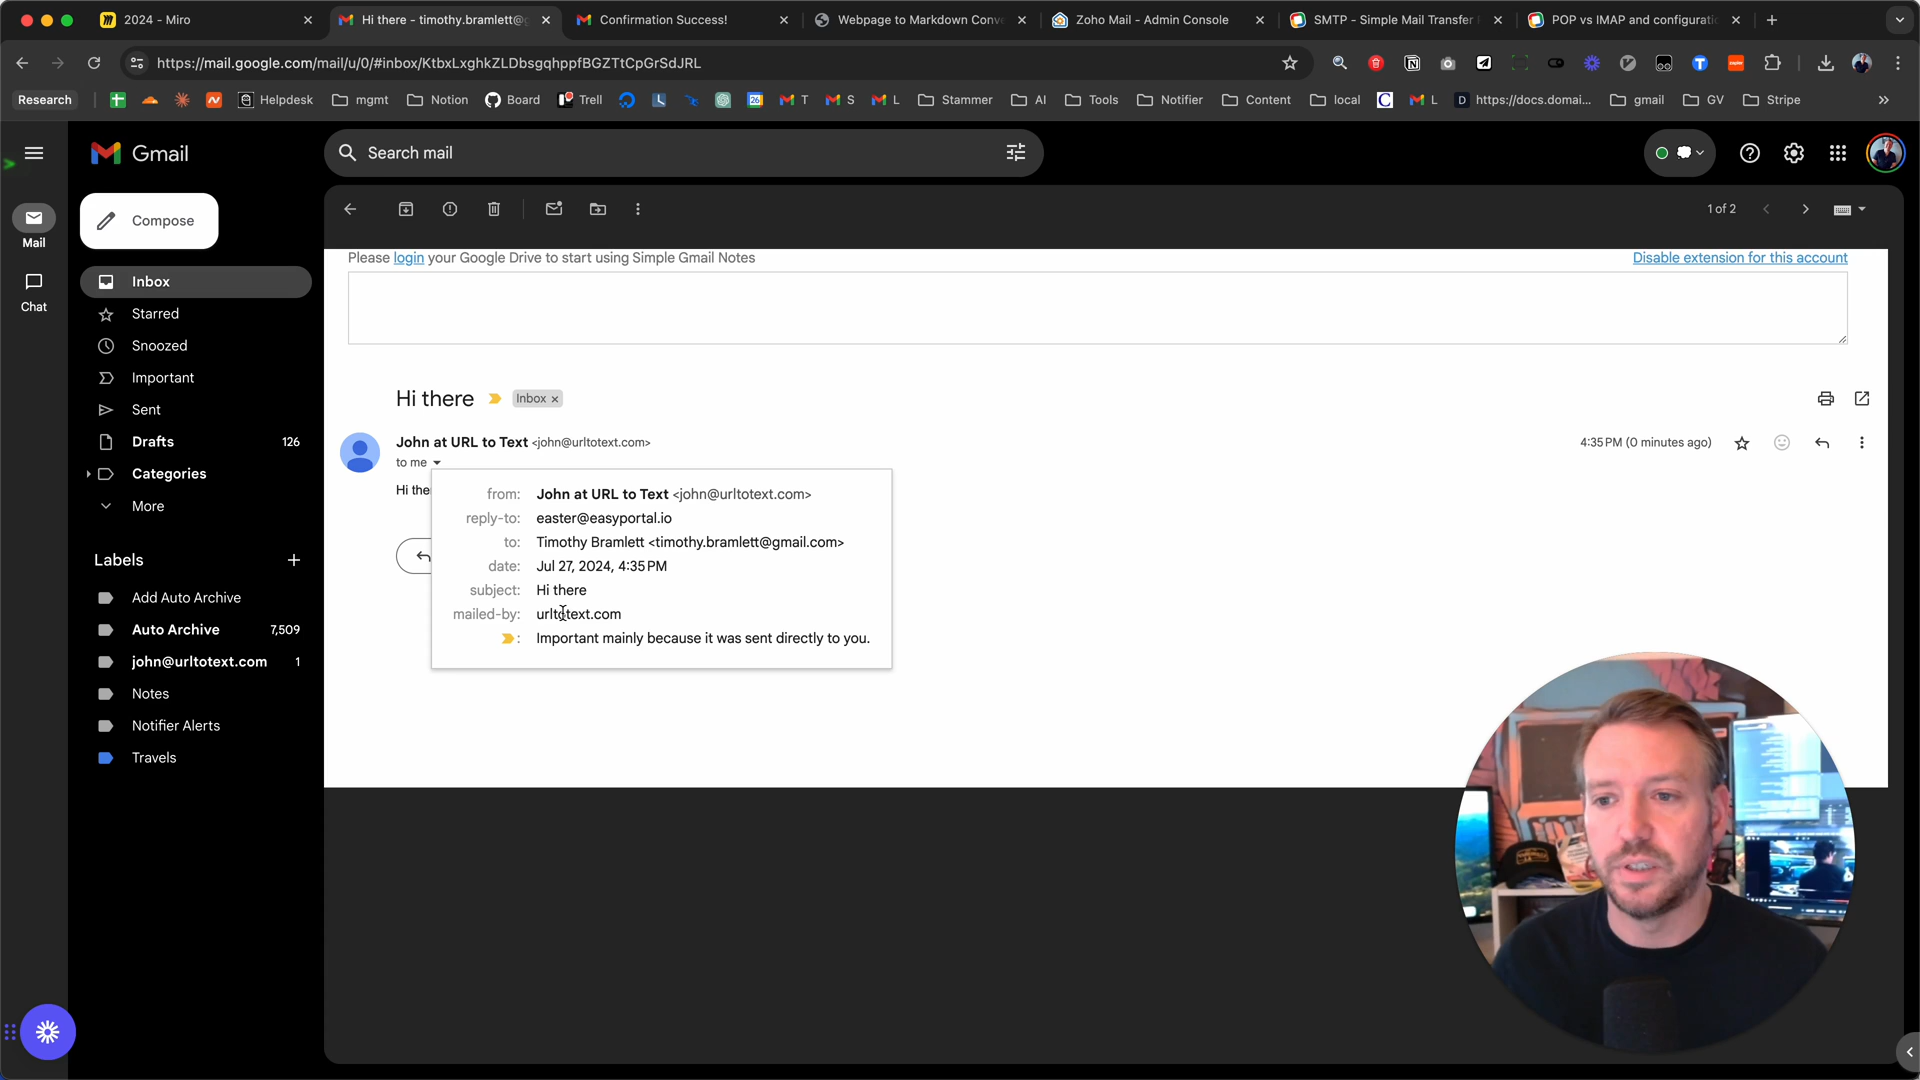 2024 - Miro
Hi there - timothy.bramlett@g
Confirmation Success!
Webpage to Markdown Conv
Zoho Mail - Admin Console
SMTP - Simple Mail Transfer
POP vs IMAP and configurati
https://mail.google.com/mail/u/0/#inbox/KtbxLxghkZLDbsgqhppfBGZTtCpGrSdJRL
Research
Helpdesk
mgmt
Notion
Board
Trell
M T
M S
M L
Stammer
AI
Tools
Notifier
Content
local
L
https://docs.domai...
gmail
GV
Stripe
Gmail
Search mail
Compose
1 of 2
Mail
Chat
Inbox
Starred
Snoozed
Important
Sent
Drafts 126
Categories
More
Labels
Add Auto Archive
Auto Archive 7,509
john@urltotext.com 1
Notes
Notifier Alerts
Travels
Please login your Google Drive to start using Simple Gmail Notes
Disable extension for this account
Hi there
Inbox ×
John at URL to Text <john@urltotext.com>
4:35 PM (0 minutes ago)
to me
Hi the
from: John at URL to Text <john@urltotext.com>
reply-to: easter@easyportal.io
to: Timothy Bramlett <timothy.bramlett@gmail.com>
date: Jul 27, 2024, 4:35 PM
subject: Hi there
mailed-by: urltotext.com
: Important mainly because it was sent directly to you.